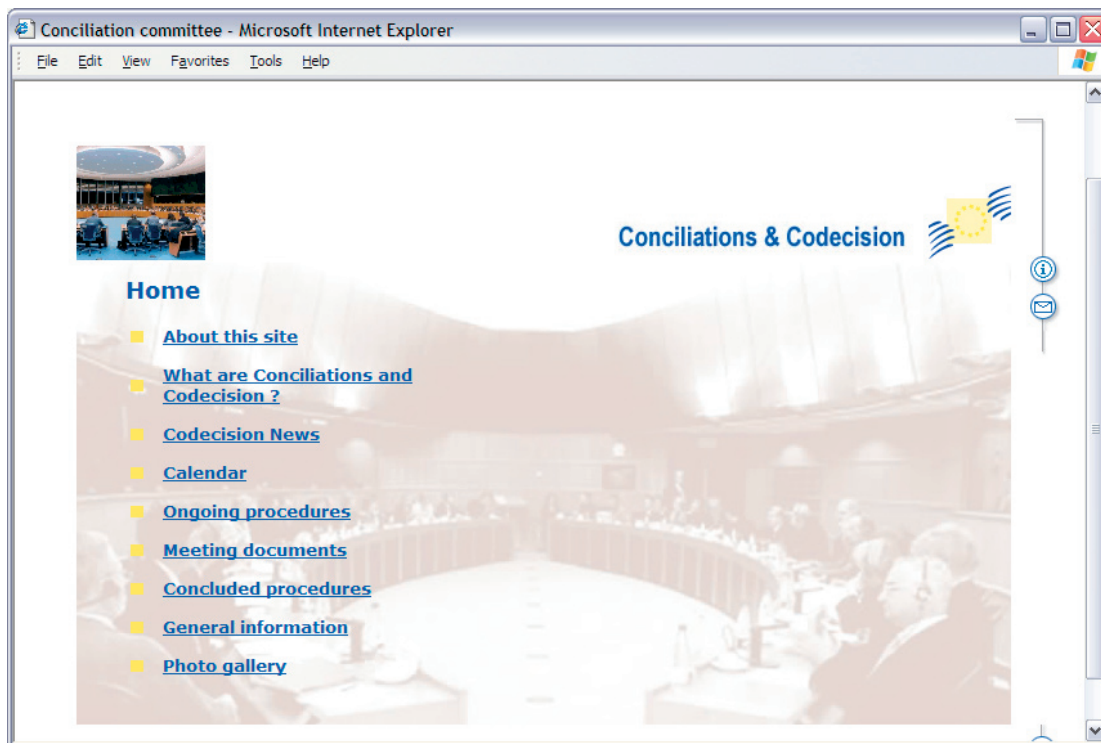 Conciliation committee - Microsoft Internet Explorer
File Edit View Favorites Tools Help
Conciliations & Codecision
Home
About this site
What are Conciliations and
Codecision ?
Codecision News
Calendar
Ongoing procedures
Meeting documents
Concluded procedures
General information
Photo gallery